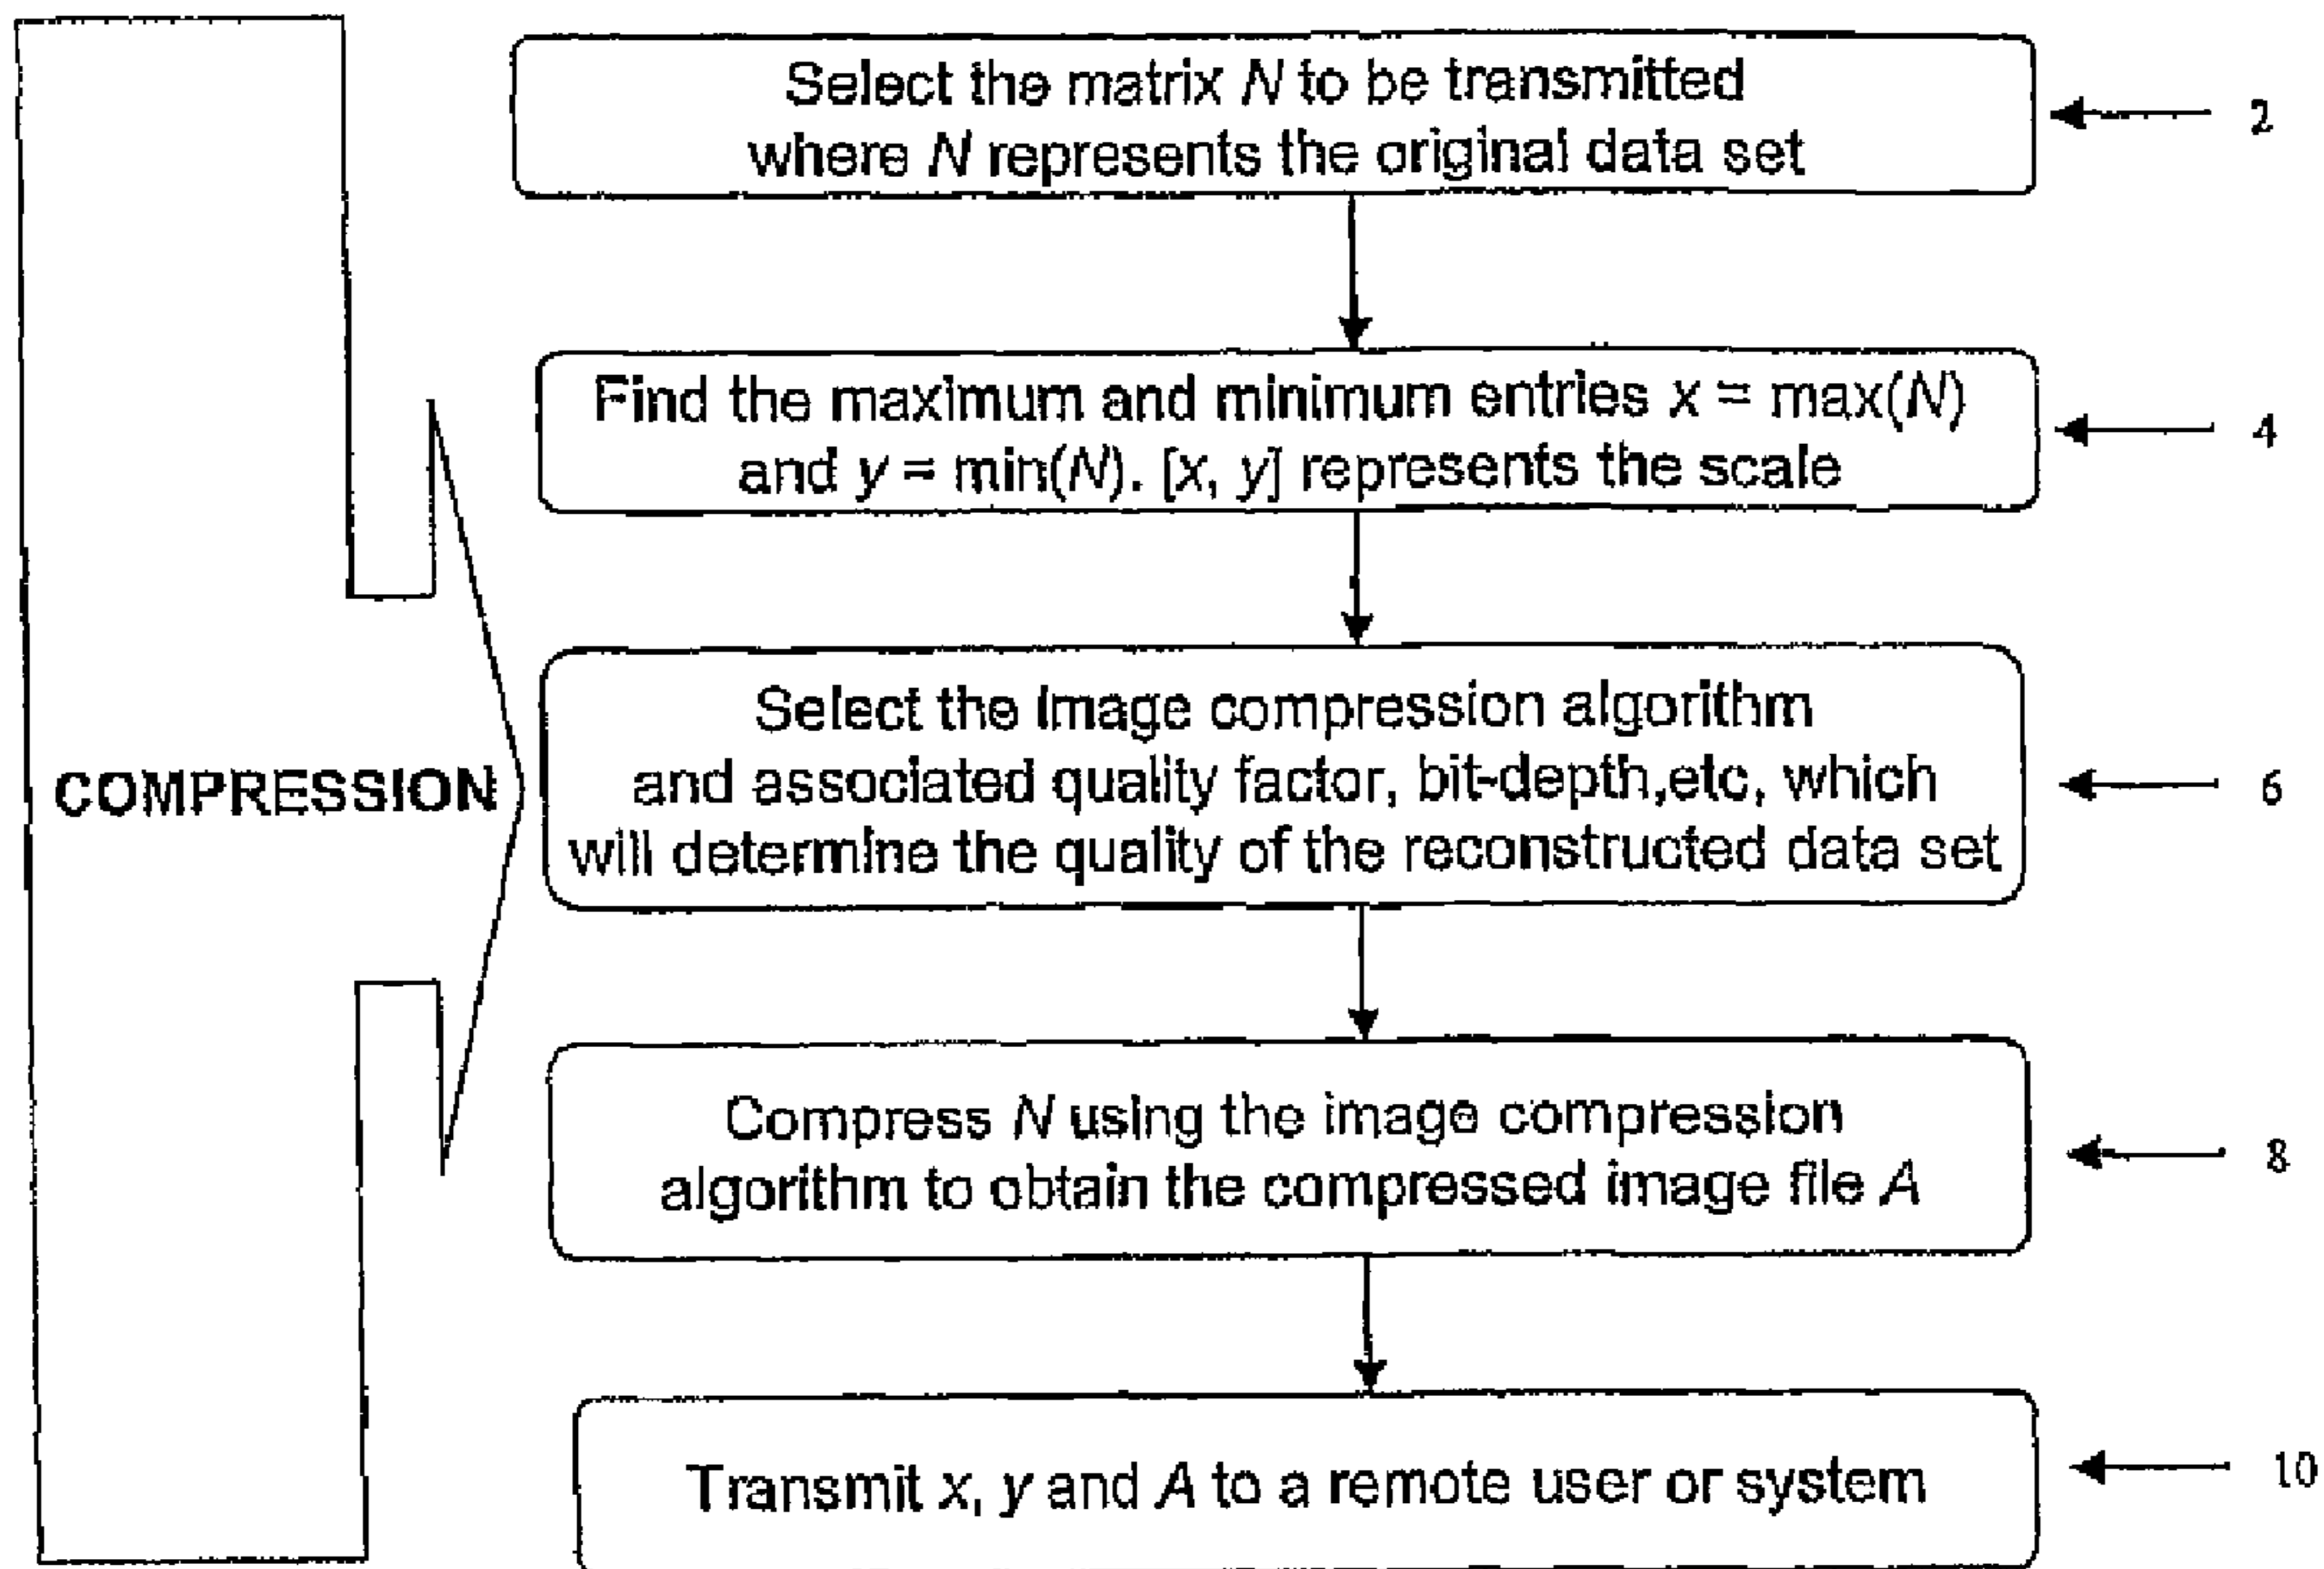 Select the matrix N to be transmitted
where N represents the original data set
2
Find the maximum and minimum entries x = max(N)
and y = min(N). [x, y] represents the scale
4
Select the image compression algorithm
and associated quality factor, bit-depth,etc, which
will determine the quality of the reconstructed data set
6
COMPRESSION
Compress N using the image compression
algorithm to obtain the compressed image file A
8
Transmit x, y and A to a remote user or system
10